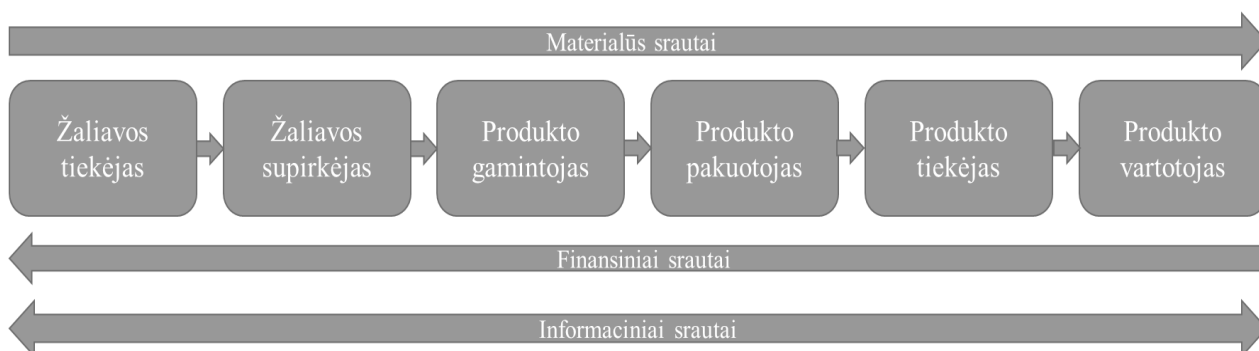 Materialūs srautai
Žaliavos
tiekėjas
Žaliavos
supirkėjas
Produkto
gamintojas
Produkto
pakuotojas
Produkto
tiekėjas
Produkto
vartotojas
Finansiniai srautai
Informaciniai srautai